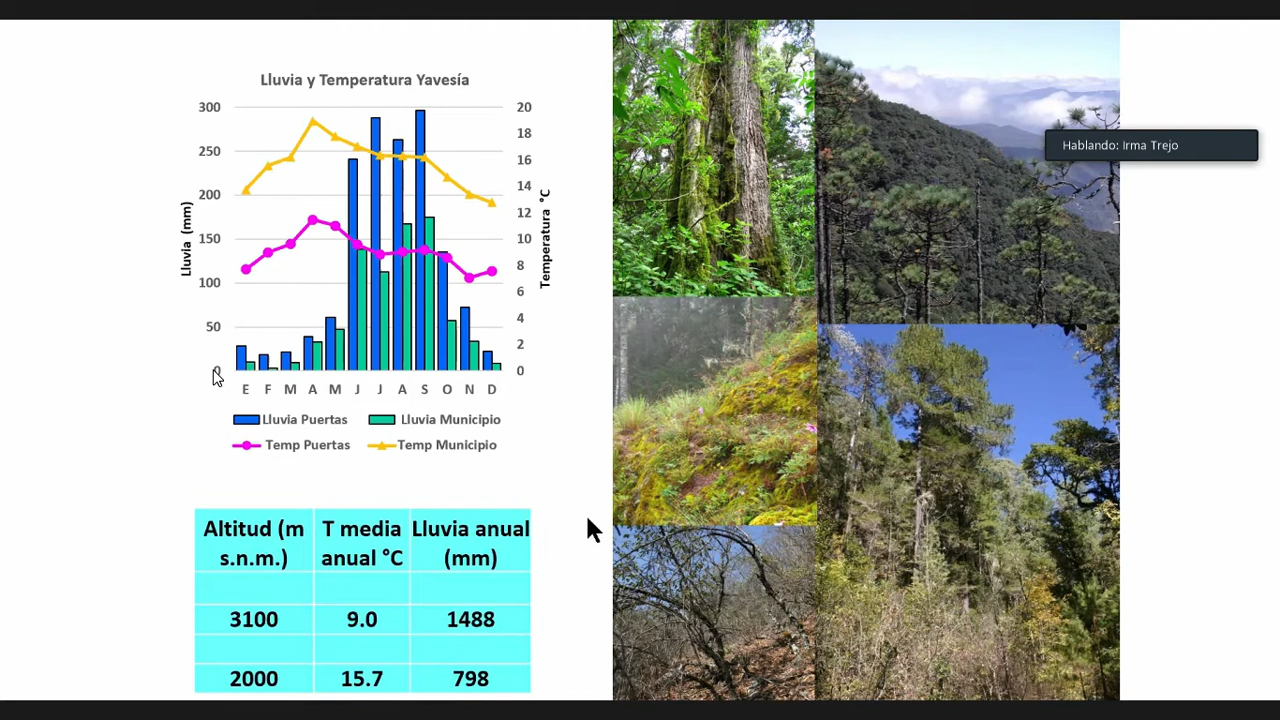 Lluvia y Temperatura Yavesía
300
250
200
150
100
50
0
Lluvia (mm)
20
18
16
14
12
10
8
6
4
2
0
Temperatura °C
E F M A M J J A S O N D
Lluvia Puertas Lluvia Municipio
Temp Puertas Temp Municipio
Altitud (m s.n.m.) T media anual °C Lluvia anual (mm)
3100 9.0 1488
2000 15.7 798
Hablando: Irma Trejo